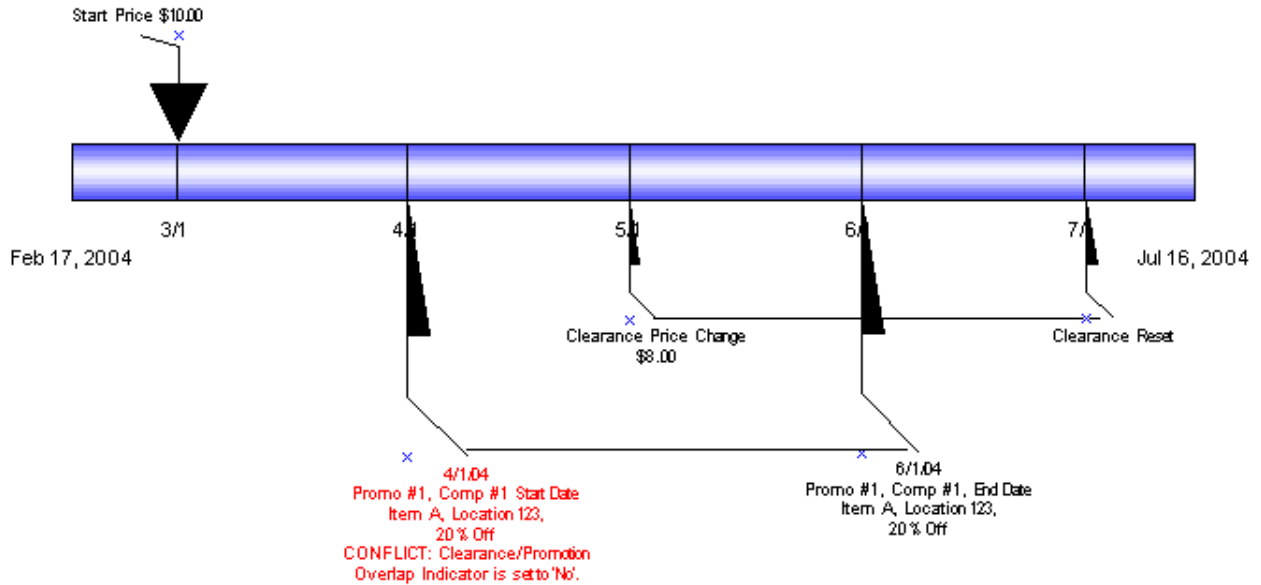 Start Price $10.00
3/1
4/1
5/1
6/1
7/
Feb 17, 2004
Jul 16, 2004
Clearance Price Change
$8.00
Clearance Reset
4/1/04
Promo #1, Comp #1 Start Date
Item A, Location 123,
20% Off
CONFLICT: Clearance/Promotion
Overlap Indicator is set to 'No'.
6/1/04
Promo #1, Comp #1, End Date
Item A, Location 123,
20% Off